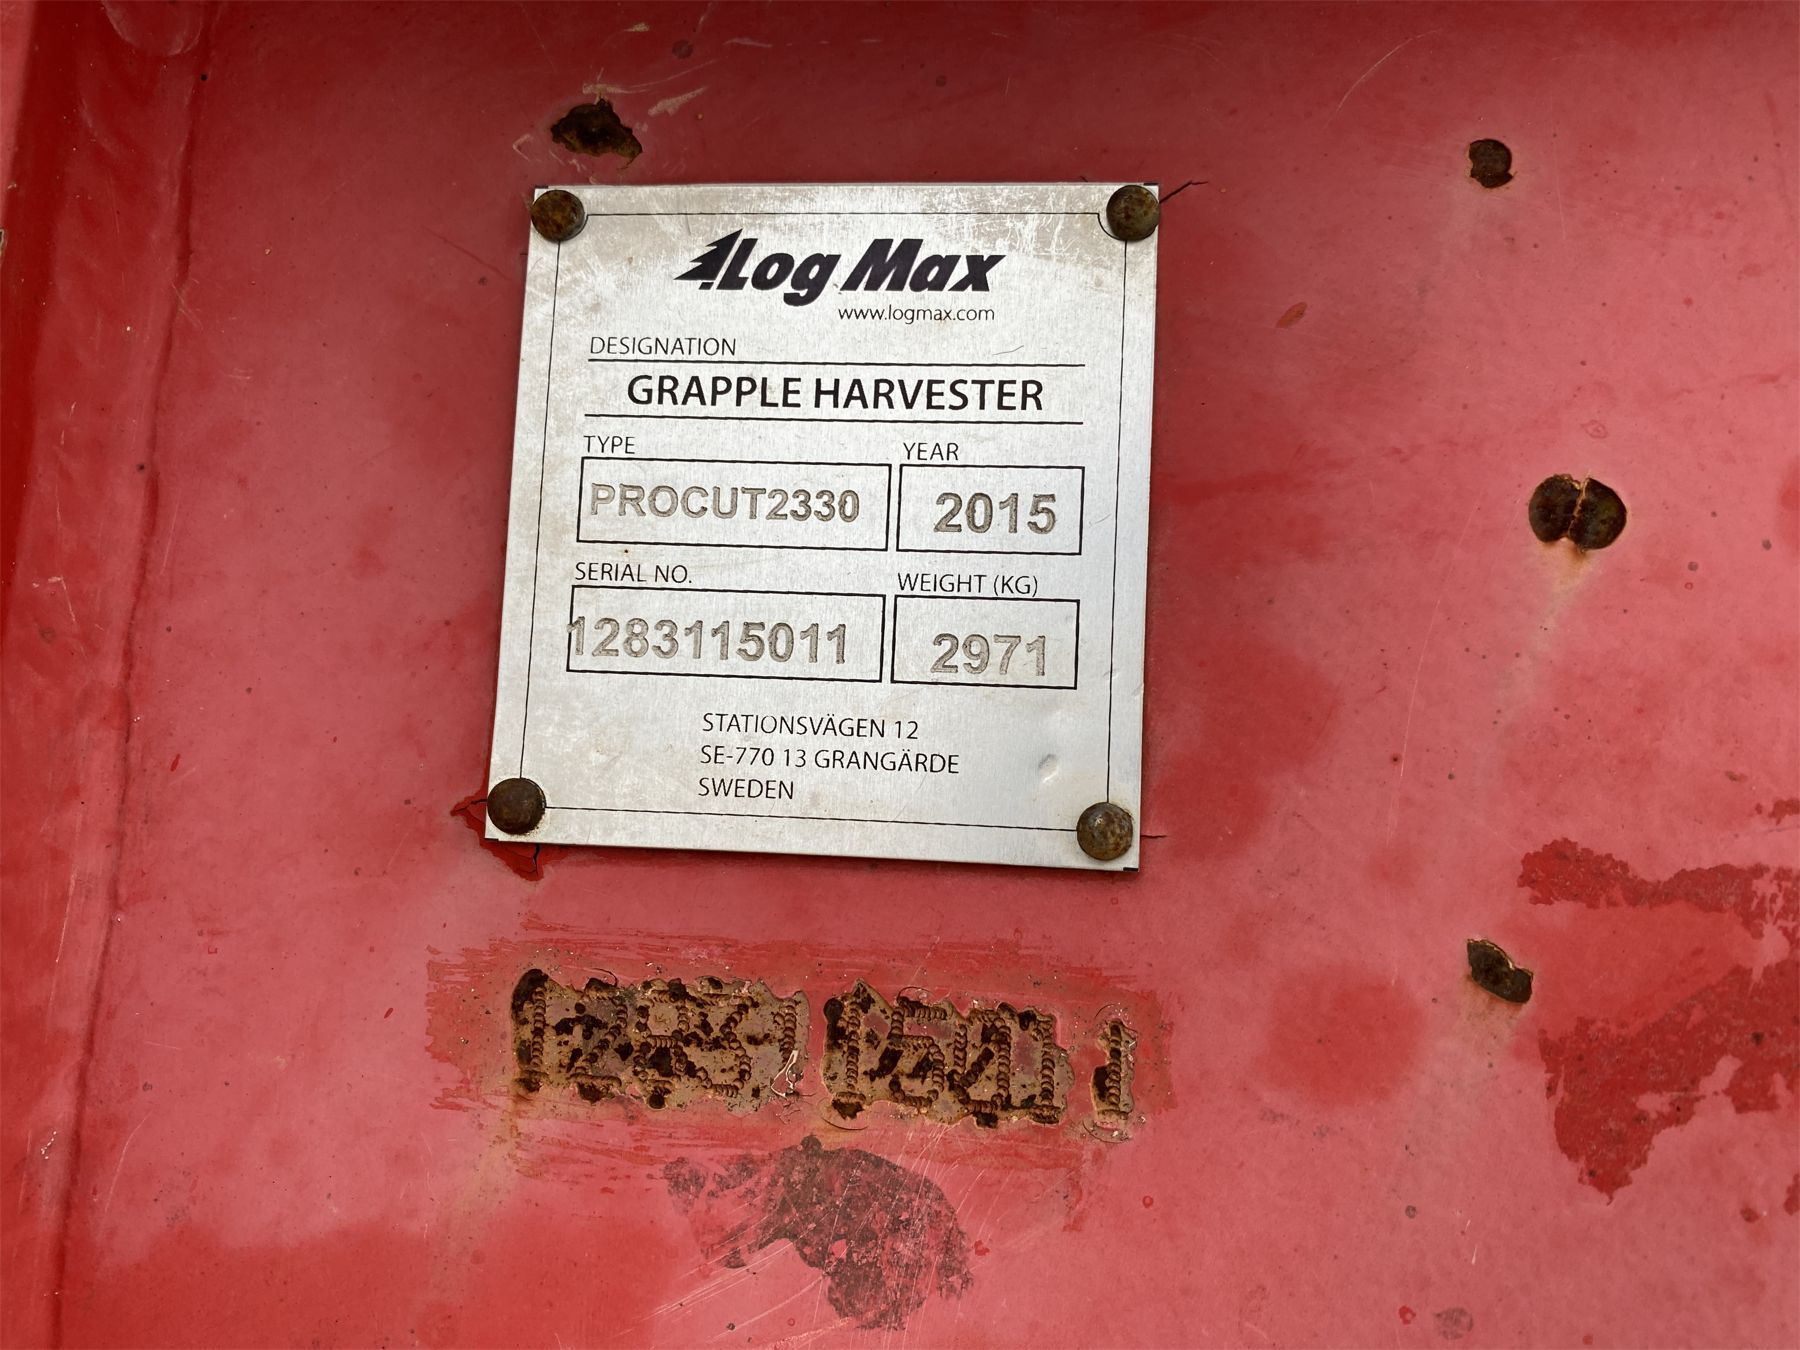 Log Max
www.logmax.com
DESIGNATION
GRAPPLE HARVESTER
TYPE YEAR
PROCUT2330 2015
SERIAL NO. WEIGHT (KG)
1283115011 2971
STATIONSVÄGEN 12
SE-770 13 GRANGÄRDE
SWEDEN